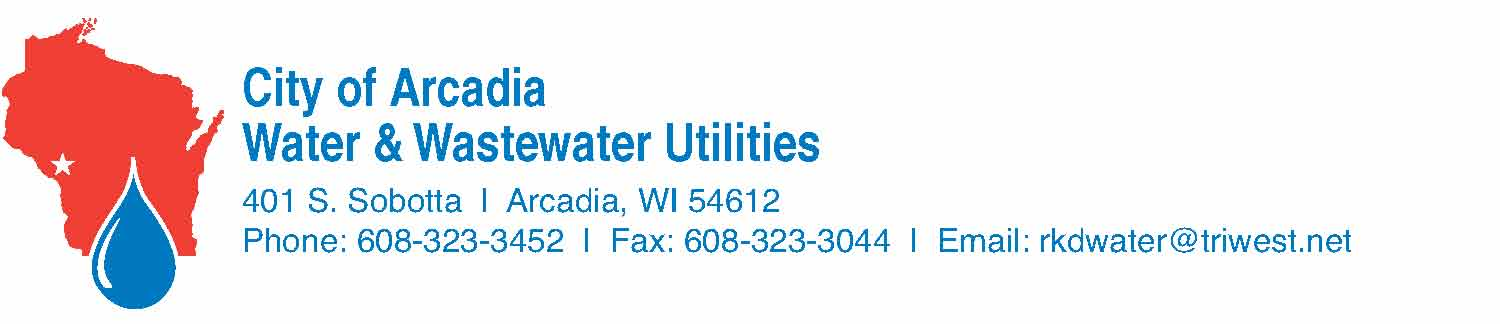 City of Arcadia
Water & Wastewater Utilities
401 S. Sobotta | Arcadia, WI 54612
Phone: 608-323-3452 | Fax: 608-323-3044 | Email: rkdwater@triwest.net